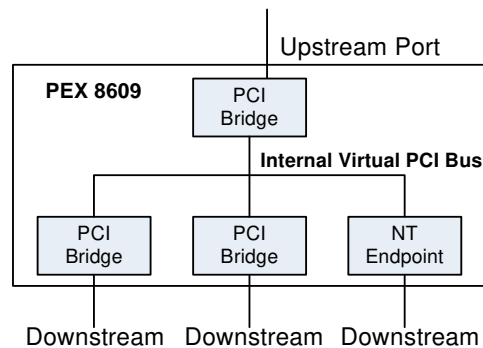 Upstream Port
PEX 8609
PCI
Bridge
Internal Virtual PCI Bus
PCI
Bridge
PCI
Bridge
NT
Endpoint
Downstream Downstream Downstream